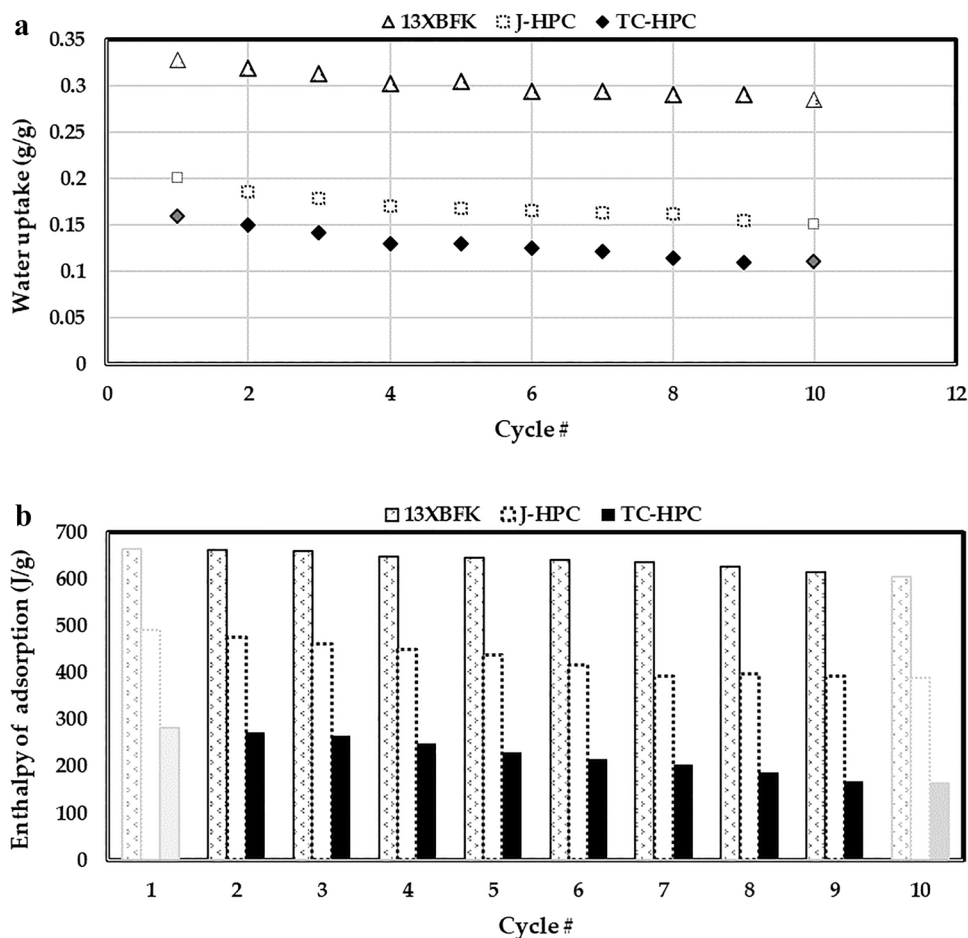 a
13XBFK J-HPC TC-HPC
0.35
0.3
0.25
0.2
0.15
0.1
0.05
0
Water uptake (g/g)
0 2 4 6 8 10 12
Cycle #
b
13XBFK J-HPC TC-HPC
700
600
500
400
300
200
100
0
Enthalpy of adsorption (J/g)
1 2 3 4 5 6 7 8 9 10
Cycle #